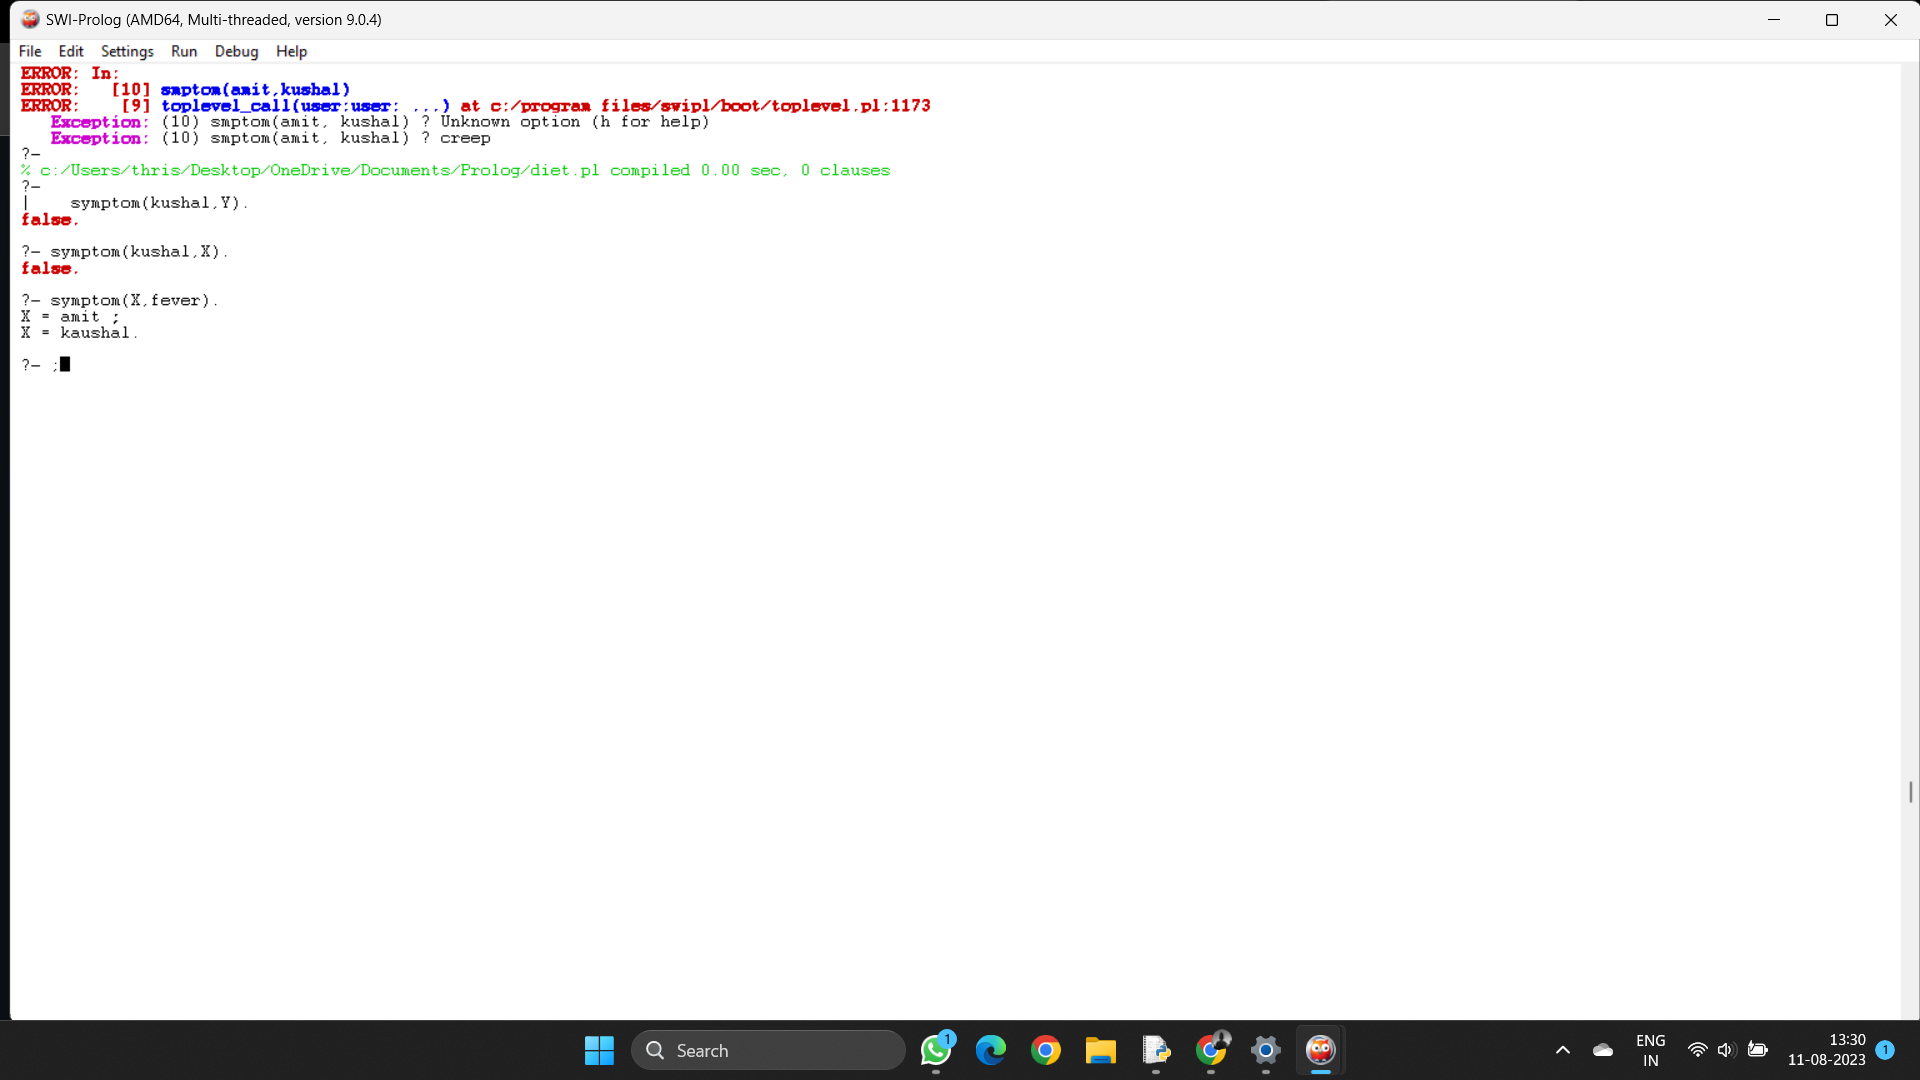 SWI-Prolog (AMD64, Multi-threaded, version 9.0.4)
File Edit Settings Run Debug Help
ERROR: In:
ERROR:   [10] smptom(amit,kushal)
ERROR:    [9] toplevel_call(user:user: ...) at c:/program files/swipl/boot/toplevel.pl:1173
   Exception: (10) smptom(amit, kushal) ? Unknown option (h for help)
   Exception: (10) smptom(amit, kushal) ? creep
?-
% c:/Users/thris/Desktop/OneDrive/Documents/Prolog/diet.pl compiled 0.00 sec, 0 clauses
?-
|    symptom(kushal,Y).
false.
?- symptom(kushal,X).
false.
?- symptom(X,fever).
X = amit ;
X = kaushal.
?- ;
Search
1
ENG
IN
13:30
11-08-2023
1